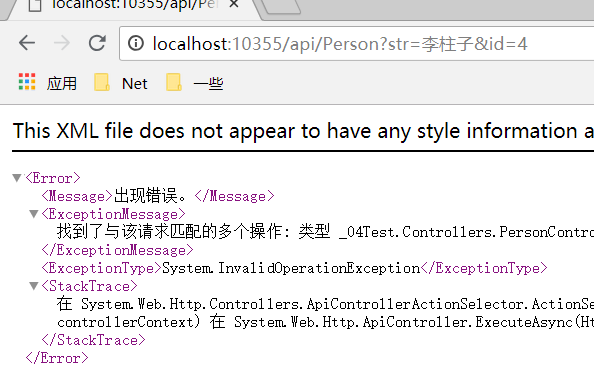 localhost:10355/api/Per
localhost:10355/api/Person?str=李柱子&id=4
应用 Net 一些
This XML file does not appear to have any style information a
▼<Error>
<Message>出现错误。</Message>
▼<ExceptionMessage>
找到了与该请求匹配的多个操作: 类型 _04Test.Controllers.PersonContro
</ExceptionMessage>
<ExceptionType>System.InvalidOperationException</ExceptionType>
▼<StackTrace>
在 System.Web.Http.Controllers.ApiControllerActionSelector.ActionSe
controllerContext) 在 System.Web.Http.ApiController.ExecuteAsync(Ht
</StackTrace>
</Error>